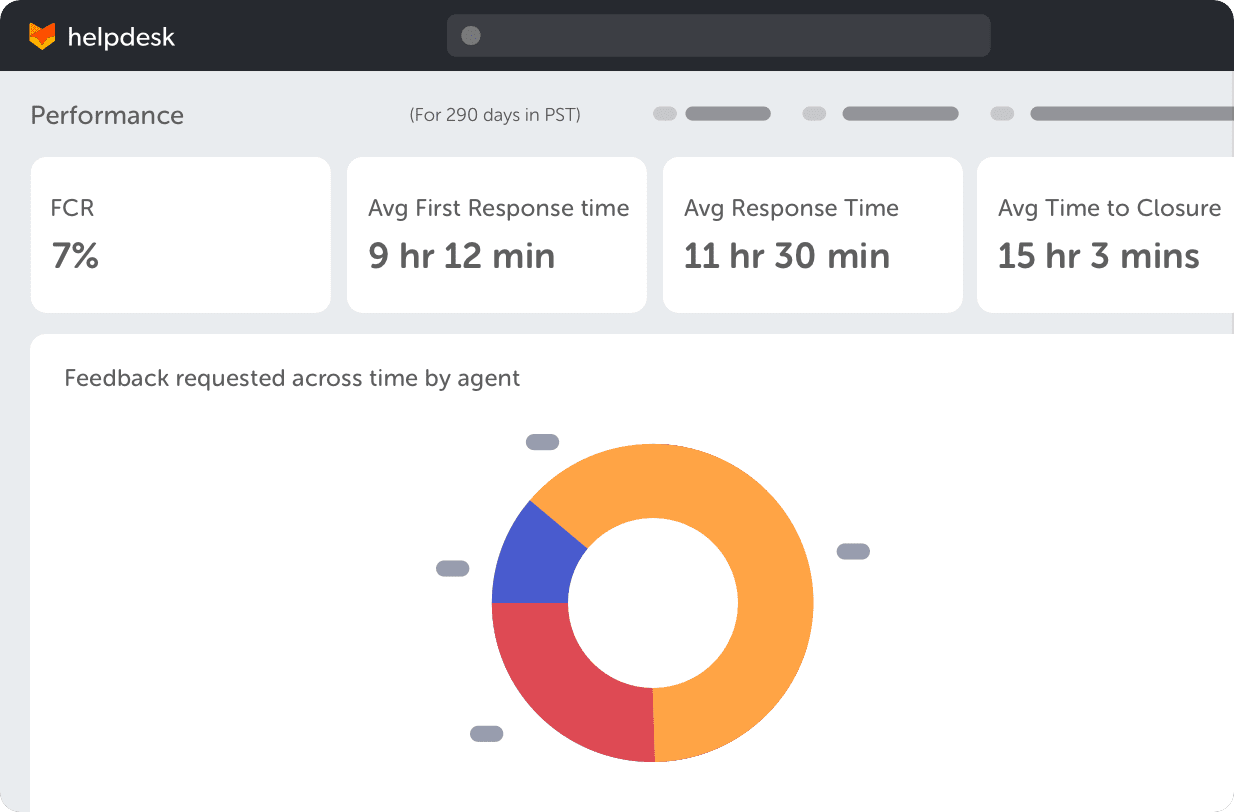 helpdesk
Performance
(For 290 days in PST)
FCR
7%
Avg First Response time
9 hr 12 min
Avg Response Time
11 hr 30 min
Avg Time to Closure
15 hr 3 mins
Feedback requested across time by agent